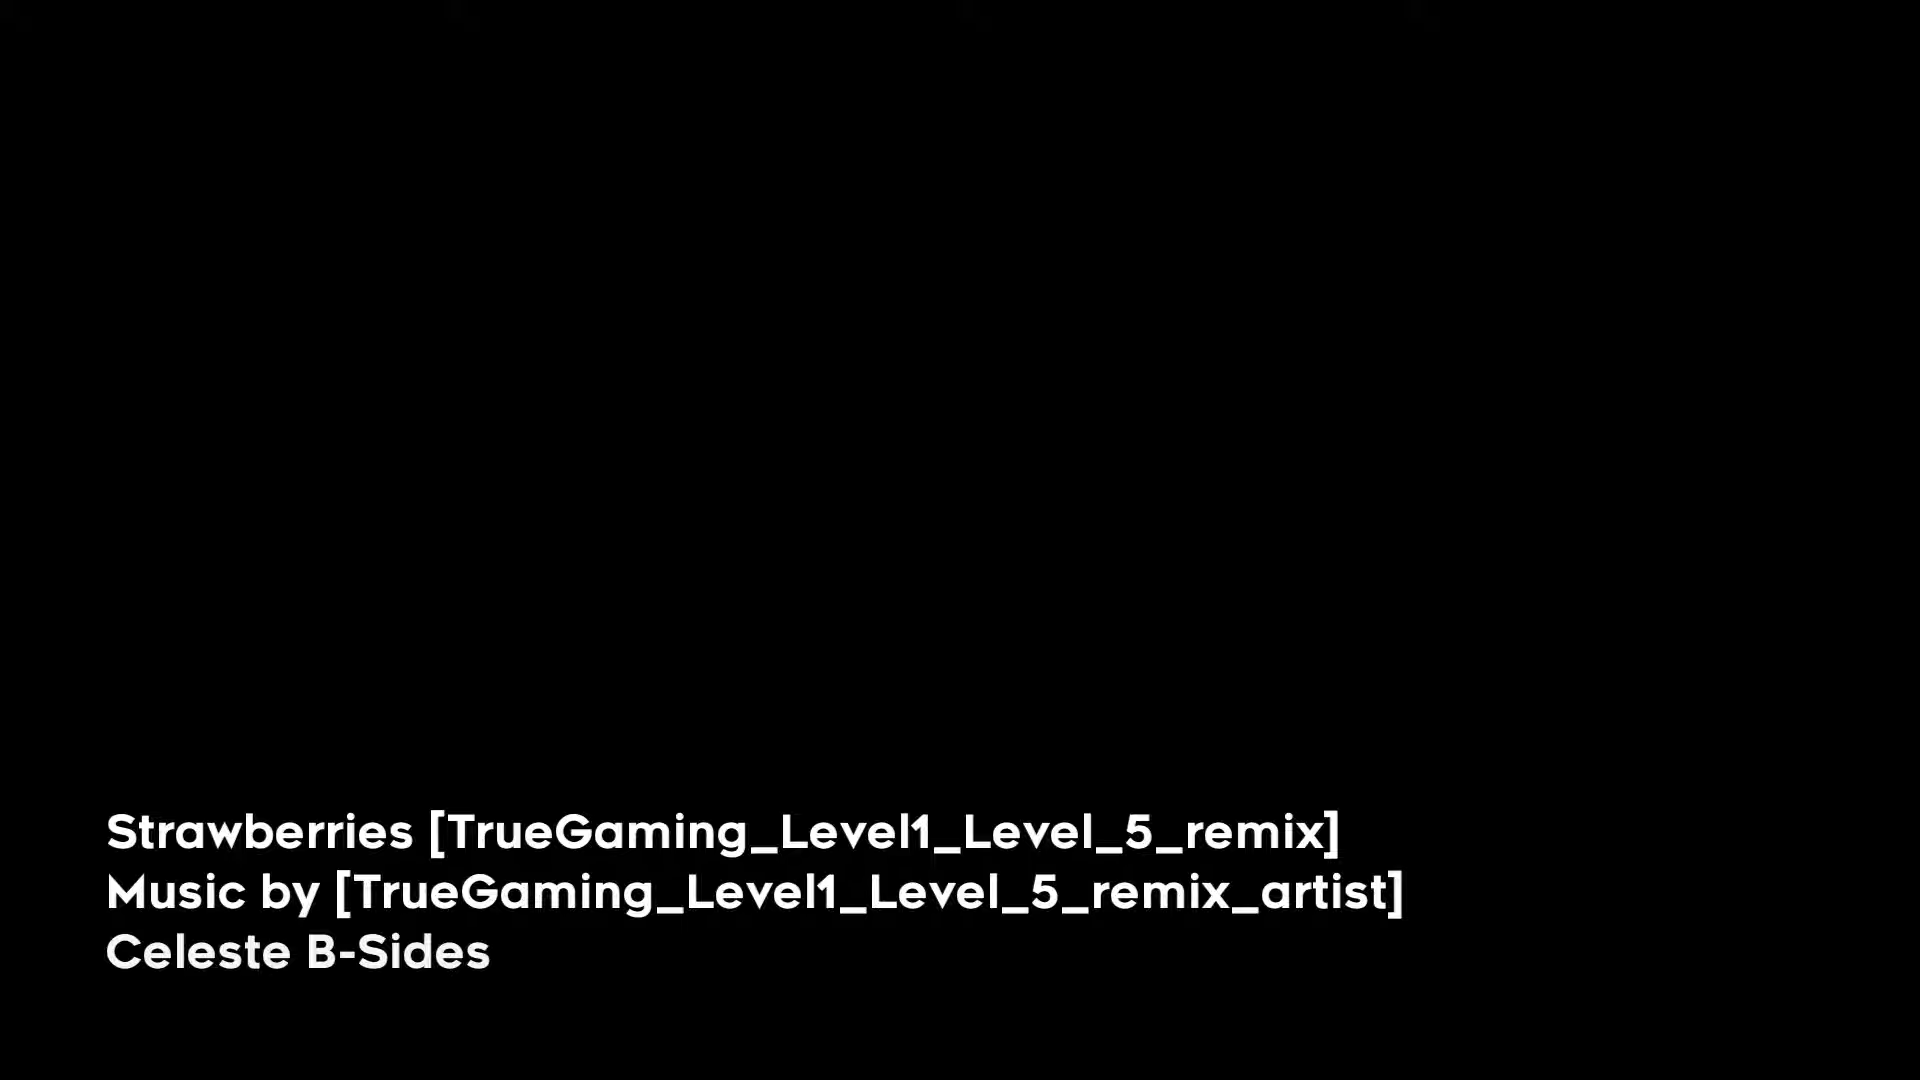 Strawberries [TrueGaming_Level1_Level_5_remix]
Music by [TrueGaming_Level1_Level_5_remix_artist]
Celeste B-Sides